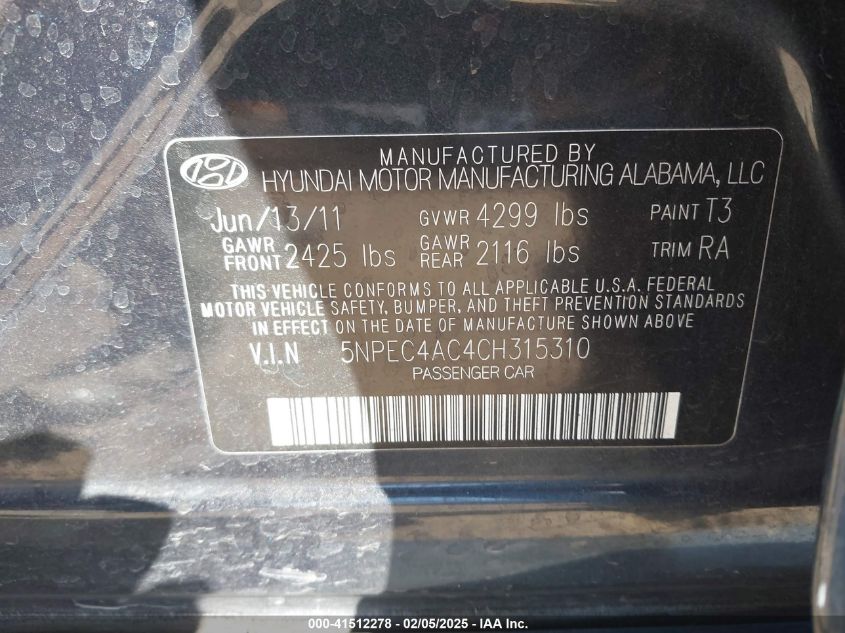 MANUFACTURED BY
HYUNDAI MOTOR MANUFACTURING ALABAMA, LLC
Jun/13/11 GVWR 4299 lbs PAINT T3
GAWR FRONT 2425 lbs GAWR REAR 2116 lbs TRIM RA
THIS VEHICLE CONFORMS TO ALL APPLICABLE U.S.A. FEDERAL
MOTOR VEHICLE SAFETY, BUMPER, AND THEFT PREVENTION STANDARDS
IN EFFECT ON THE DATE OF MANUFACTURE SHOWN ABOVE
V.I.N 5NPEC4AC4CH315310
PASSENGER CAR
000-41512278 - 02/05/2025 - IAAI.COM